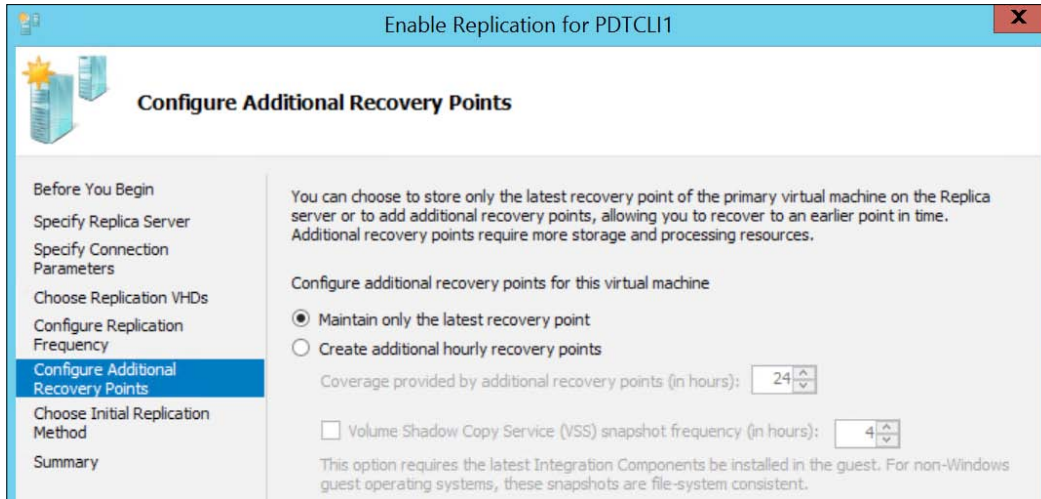 Enable Replication for PDTCLI1
X
Configure Additional Recovery Points
Before You Begin
Specify Replica Server
Specify Connection
Parameters
Choose Replication VHDs
Configure Replication
Frequency
Configure Additional
Recovery Points
Choose Initial Replication
Method
Summary
You can choose to store only the latest recovery point of the primary virtual machine on the Replica
server or to add additional recovery points, allowing you to recover to an earlier point in time.
Additional recovery points require more storage and processing resources.
Configure additional recovery points for this virtual machine
Maintain only the latest recovery point
Create additional hourly recovery points
Coverage provided by additional recovery points (in hours): 24
Volume Shadow Copy Service (VSS) snapshot frequency (in hours): 4
This option requires the latest Integration Components be installed in the guest. For non-Windows
guest operating systems, these snapshots are file-system consistent.